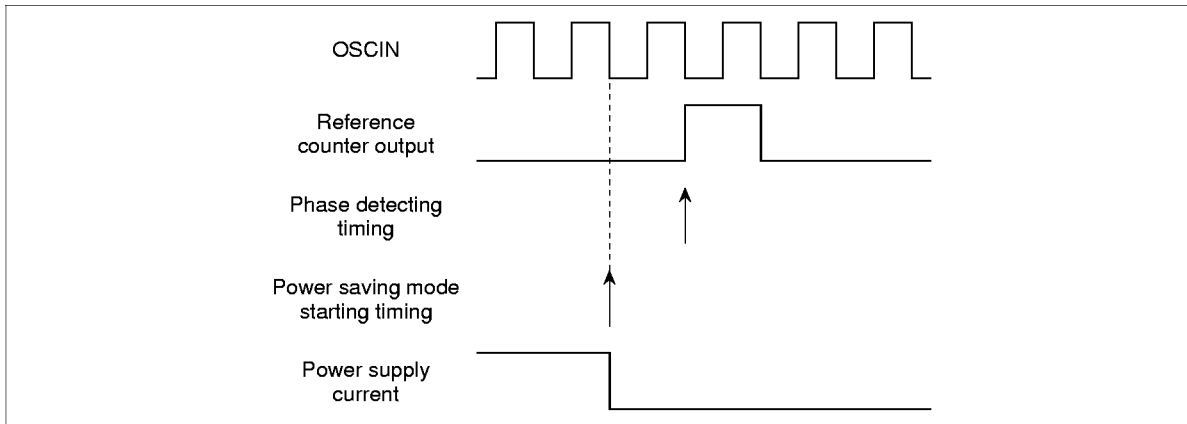 OSCIN
Reference
counter output
Phase detecting
timing
Power saving mode
starting timing
Power supply
current